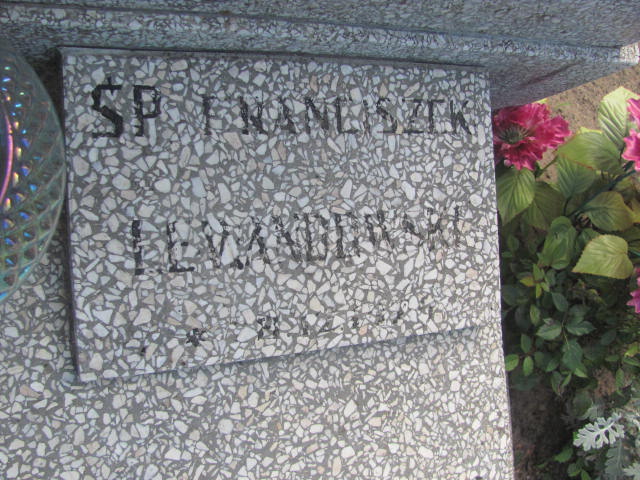 ŚP FRANCISZEK
LEWANDOWSKI
*